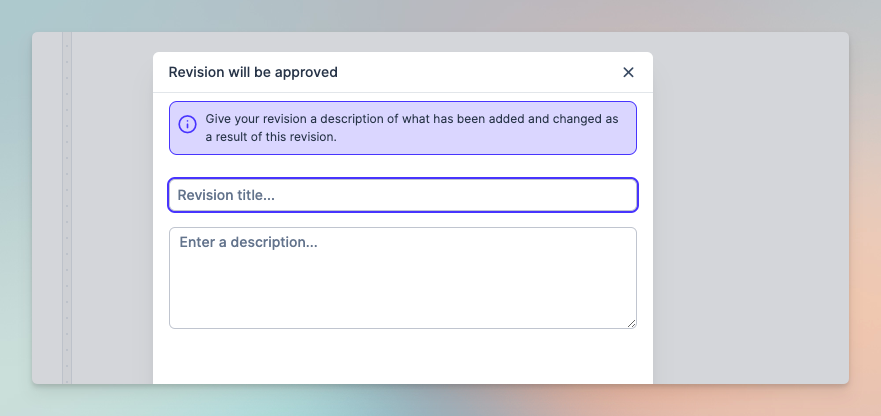 Revision will be approved
Give your revision a description of what has been added and changed as
a result of this revision.
Revision title...
Enter a description...